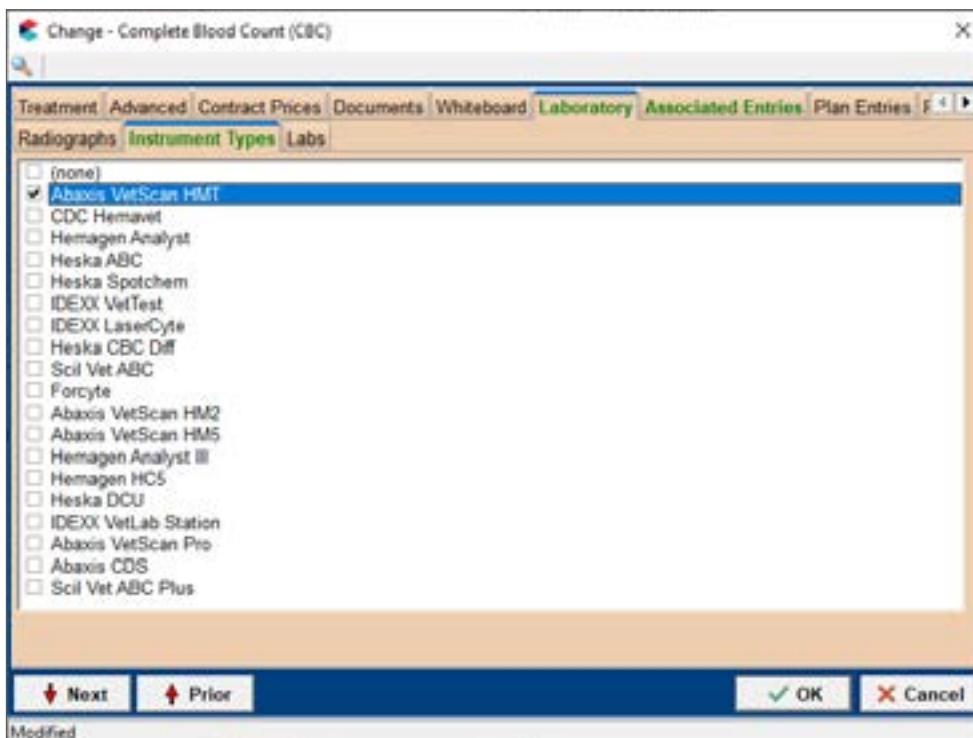 Change - Complete Blood Count (CBC)
Treatment Advanced Contract Prices Documents Whiteboard Laboratory Associated Entries Plan Entries
Radiographs Instrument Types Labs
(none)
Abaxis VetScan HMT
CDC Hemavet
Hemagen Analyst
Heska ABC
Heska Spotchem
IDEXX VetTest
IDEXX LaserCyte
Heska CBC Diff
Scil Vet ABC
Forcyte
Abaxis VetScan HM2
Abaxis VetScan HM5
Hemagen Analyst III
Hemagen HC5
Heska DCU
IDEXX VetLab Station
Abaxis VetScan Pro
Abaxis CDS
Scil Vet ABC Plus
Next Prior OK Cancel
Modified